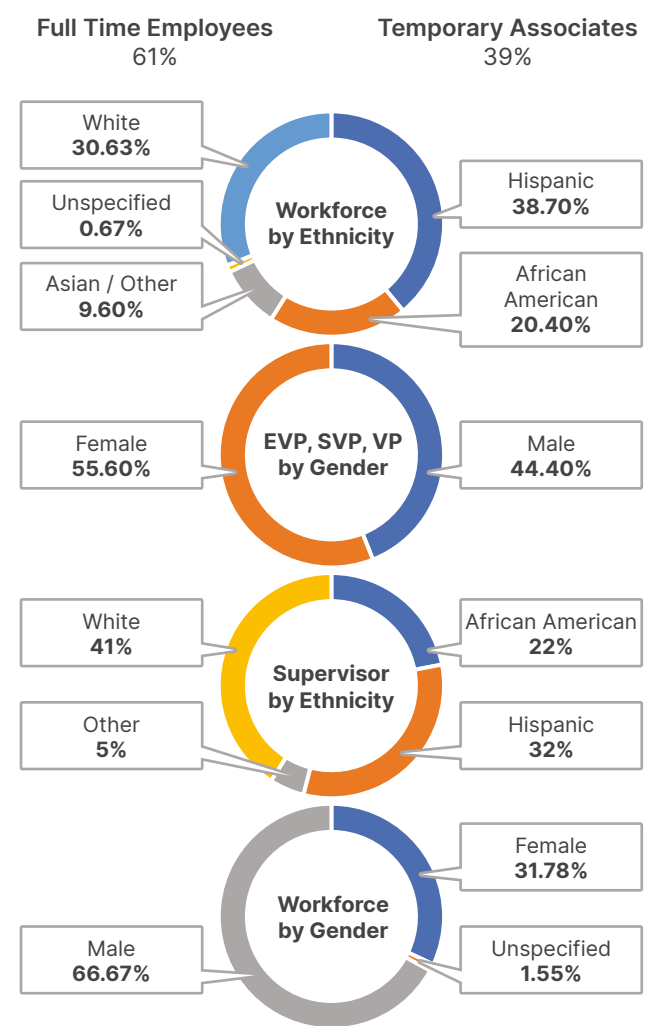 Full Time Employees
61%
Temporary Associates
39%
White
30.63%
Unspecified
0.67%
Asian / Other
9.60%
Workforce
by Ethnicity
Hispanic
38.70%
African
American
20.40%
Female
55.60%
EVP, SVP, VP
by Gender
Male
44.40%
White
41%
Other
5%
Supervisor
by Ethnicity
African American
22%
Hispanic
32%
Male
66.67%
Workforce
by Gender
Female
31.78%
Unspecified
1.55%